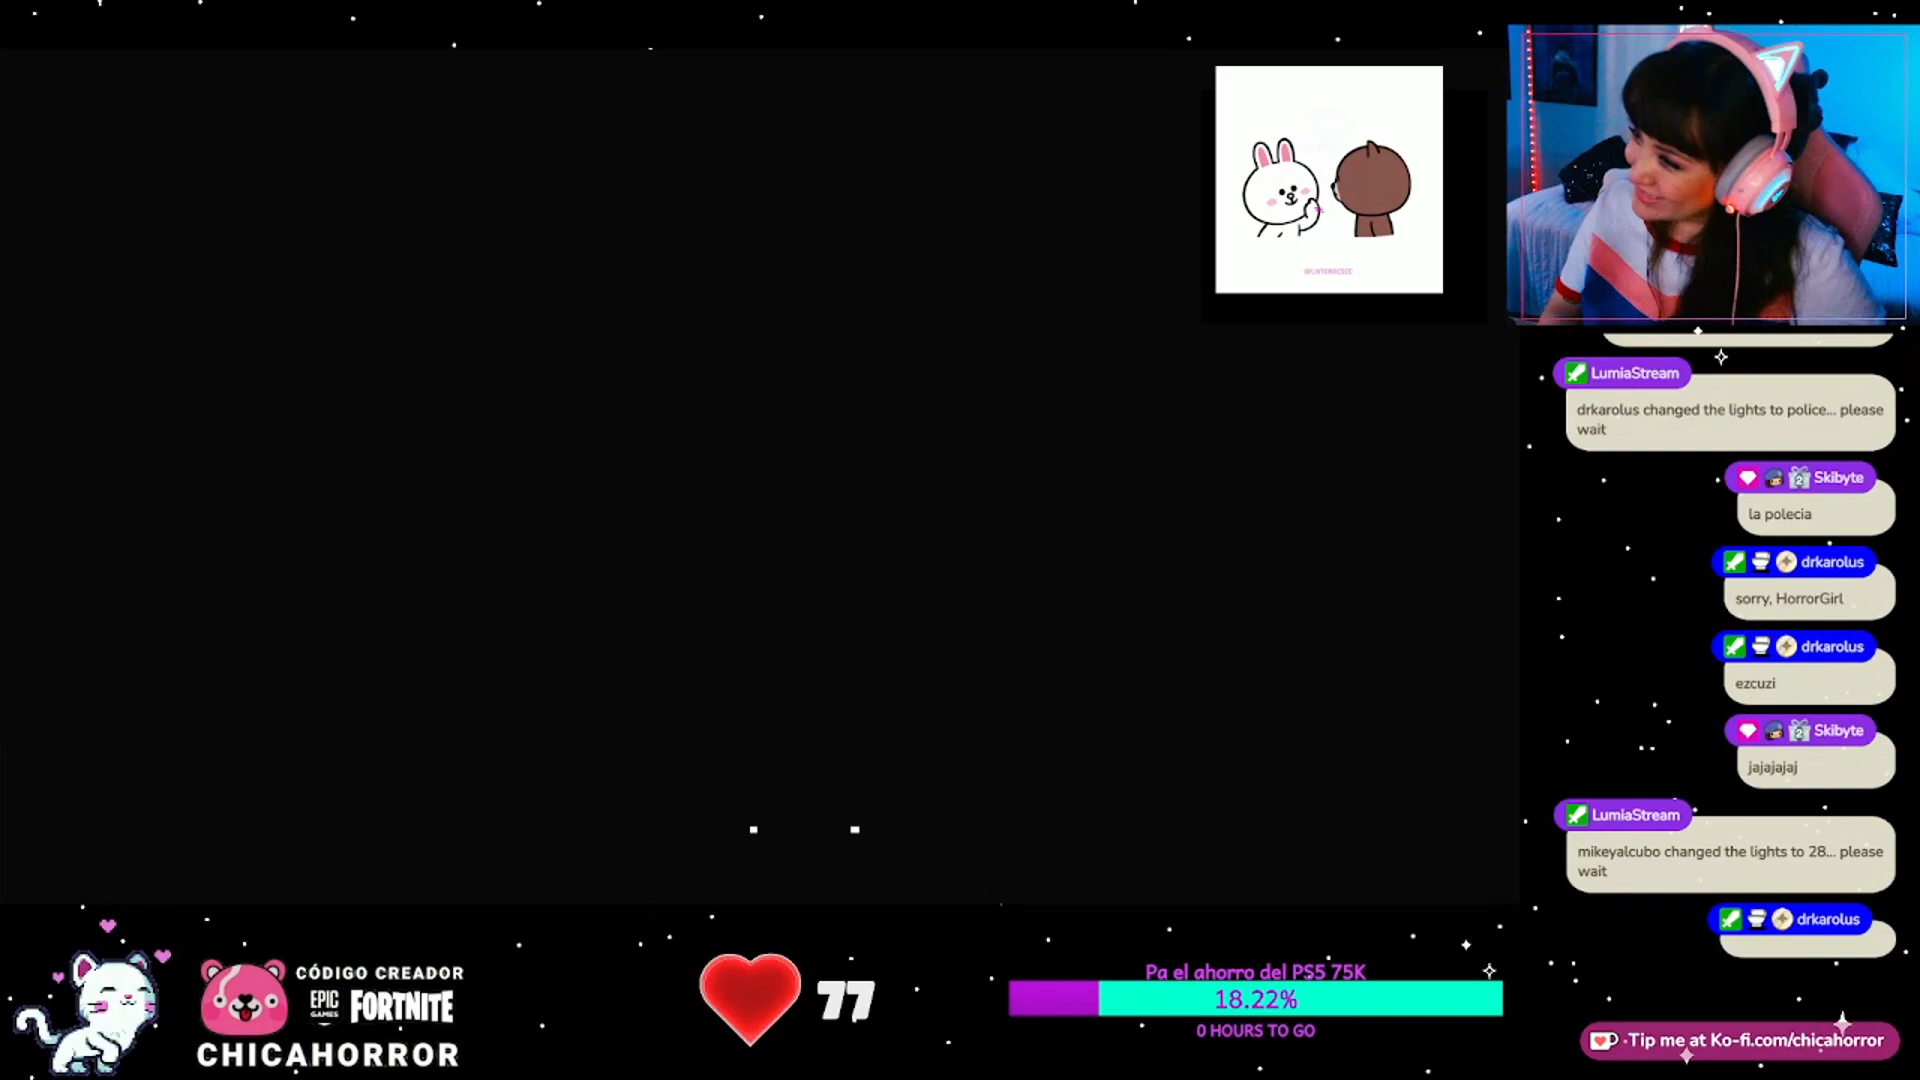 LumiaStream
drkarolus changed the lights to police... please
wait
2 Skibyte
la polecia
drkarolus
sorry, HorrorGirl
drkarolus
ezcuzi
2 Skibyte
jajajajaj
LumiaStream
mikeyalcubo changed the lights to 28... please
wait
drkarolus
CÓDIGO CREADOR
EPIC
GAMES
FORTNITE
CHICAHORROR
77
Pa el ahorro del PS5 75K
18.22%
0 HOURS TO GO
Tip me at Ko-fi.com/chicahorror